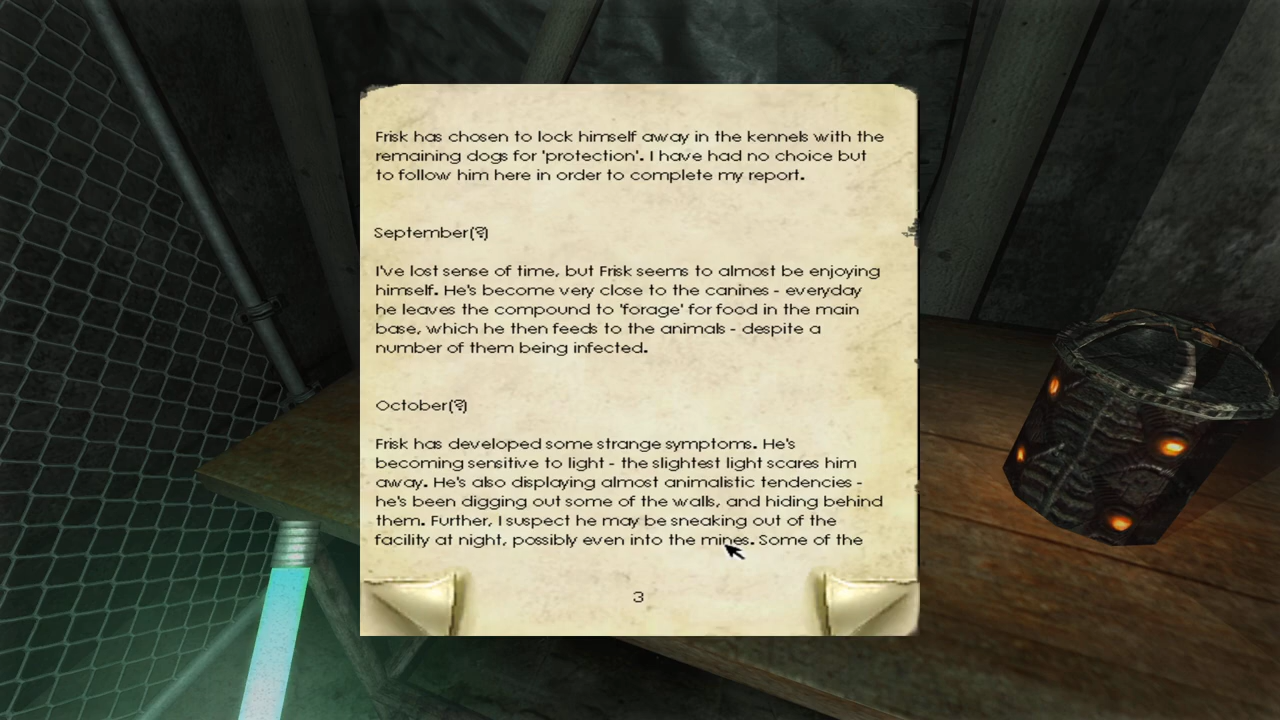 Frisk has chosen to lock himself away in the kennels with the
remaining dogs for 'protection'. I have had no choice but
to follow him here in order to complete my report.
September(?)
I've lost sense of time, but Frisk seems to almost be enjoying
himself. He's become very close to the canines - everyday
he leaves the compound to 'forage' for food in the main
base, which he then feeds to the animals - despite a
number of them being infected.
October(?)
Frisk has developed some strange symptoms. He's
becoming sensitive to light - the slightest light scares him
away. He's also displaying almost animalistic tendencies -
he's been digging out some of the walls, and hiding behind
them. Further, I suspect he may be sneaking out of the
facility at night, possibly even into the mines. Some of the
3